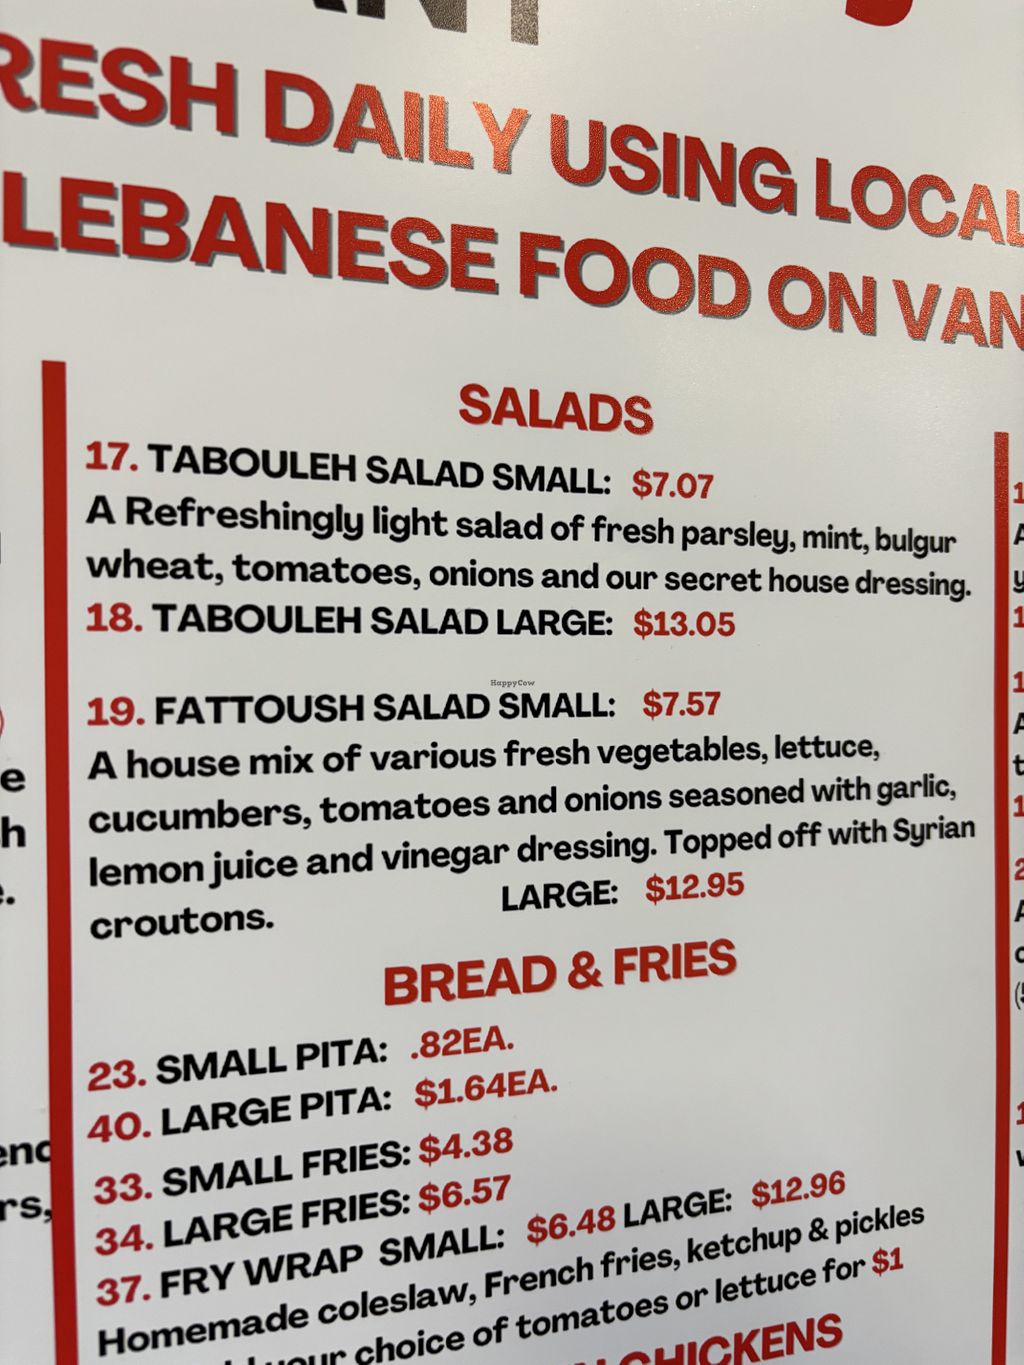 RESH DAILY USING LOCAL
LEBANESE FOOD ON VAN
SALADS
17. TABOULEH SALAD SMALL: $7.07
A Refreshingly light salad of fresh parsley, mint, bulgur
wheat, tomatoes, onions and our secret house dressing.
18. TABOULEH SALAD LARGE: $13.05
HappyCow
19. FATTOUSH SALAD SMALL: $7.57
A house mix of various fresh vegetables, lettuce,
cucumbers, tomatoes and onions seasoned with garlic,
lemon juice and vinegar dressing. Topped off with Syrian
croutons. LARGE: $12.95
BREAD & FRIES
23. SMALL PITA: .82EA.
40. LARGE PITA: $1.64EA.
33. SMALL FRIES: $4.38
34. LARGE FRIES: $6.57
37. FRY WRAP SMALL: $6.48 LARGE: $12.96
Homemade coleslaw, French fries, ketchup & pickles
your choice of tomatoes or lettuce for $1
CHICKENS